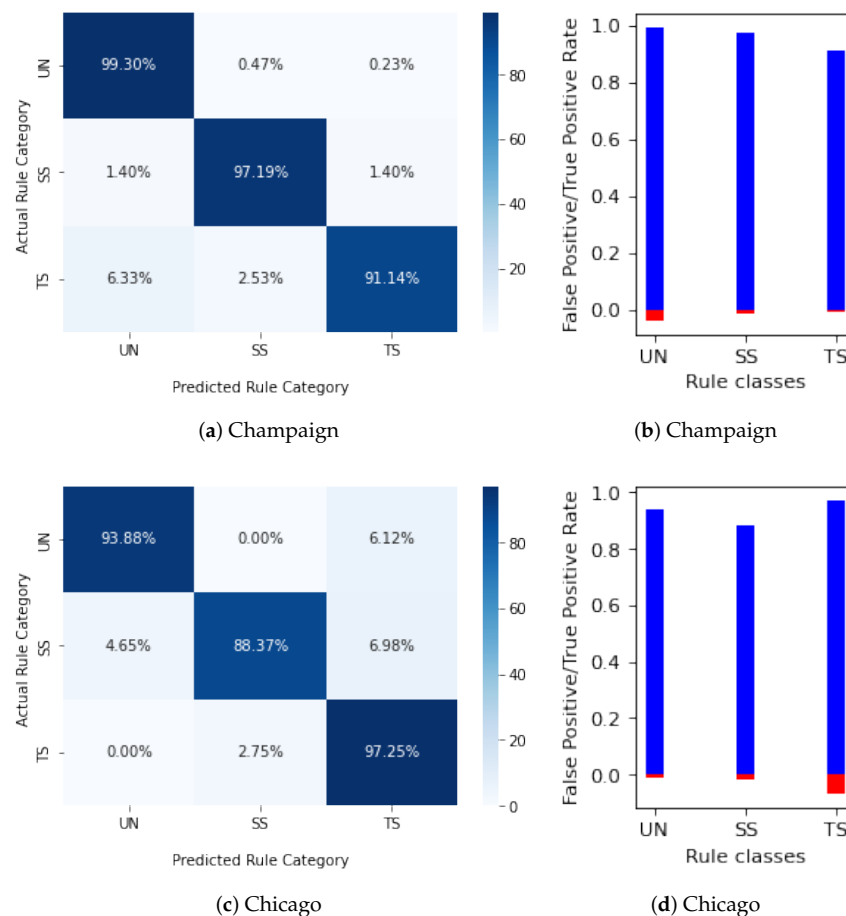 Actual Rule Category
UN
SS
TS
99.30% 0.47% 0.23%
1.40% 97.19% 1.40%
6.33% 2.53% 91.14%
UN SS TS
Predicted Rule Category
80
60
40
20
(a) Champaign
False Positive/True Positive Rate
1.0
0.8
0.6
0.4
0.2
0.0
UN SS TS
Rule classes
(b) Champaign
Actual Rule Category
UN
SS
TS
93.88% 0.00% 6.12%
4.65% 88.37% 6.98%
0.00% 2.75% 97.25%
UN SS TS
Predicted Rule Category
80
60
40
20
0
(c) Chicago
False Positive/True Positive Rate
1.0
0.8
0.6
0.4
0.2
0.0
UN SS TS
Rule classes
(d) Chicago